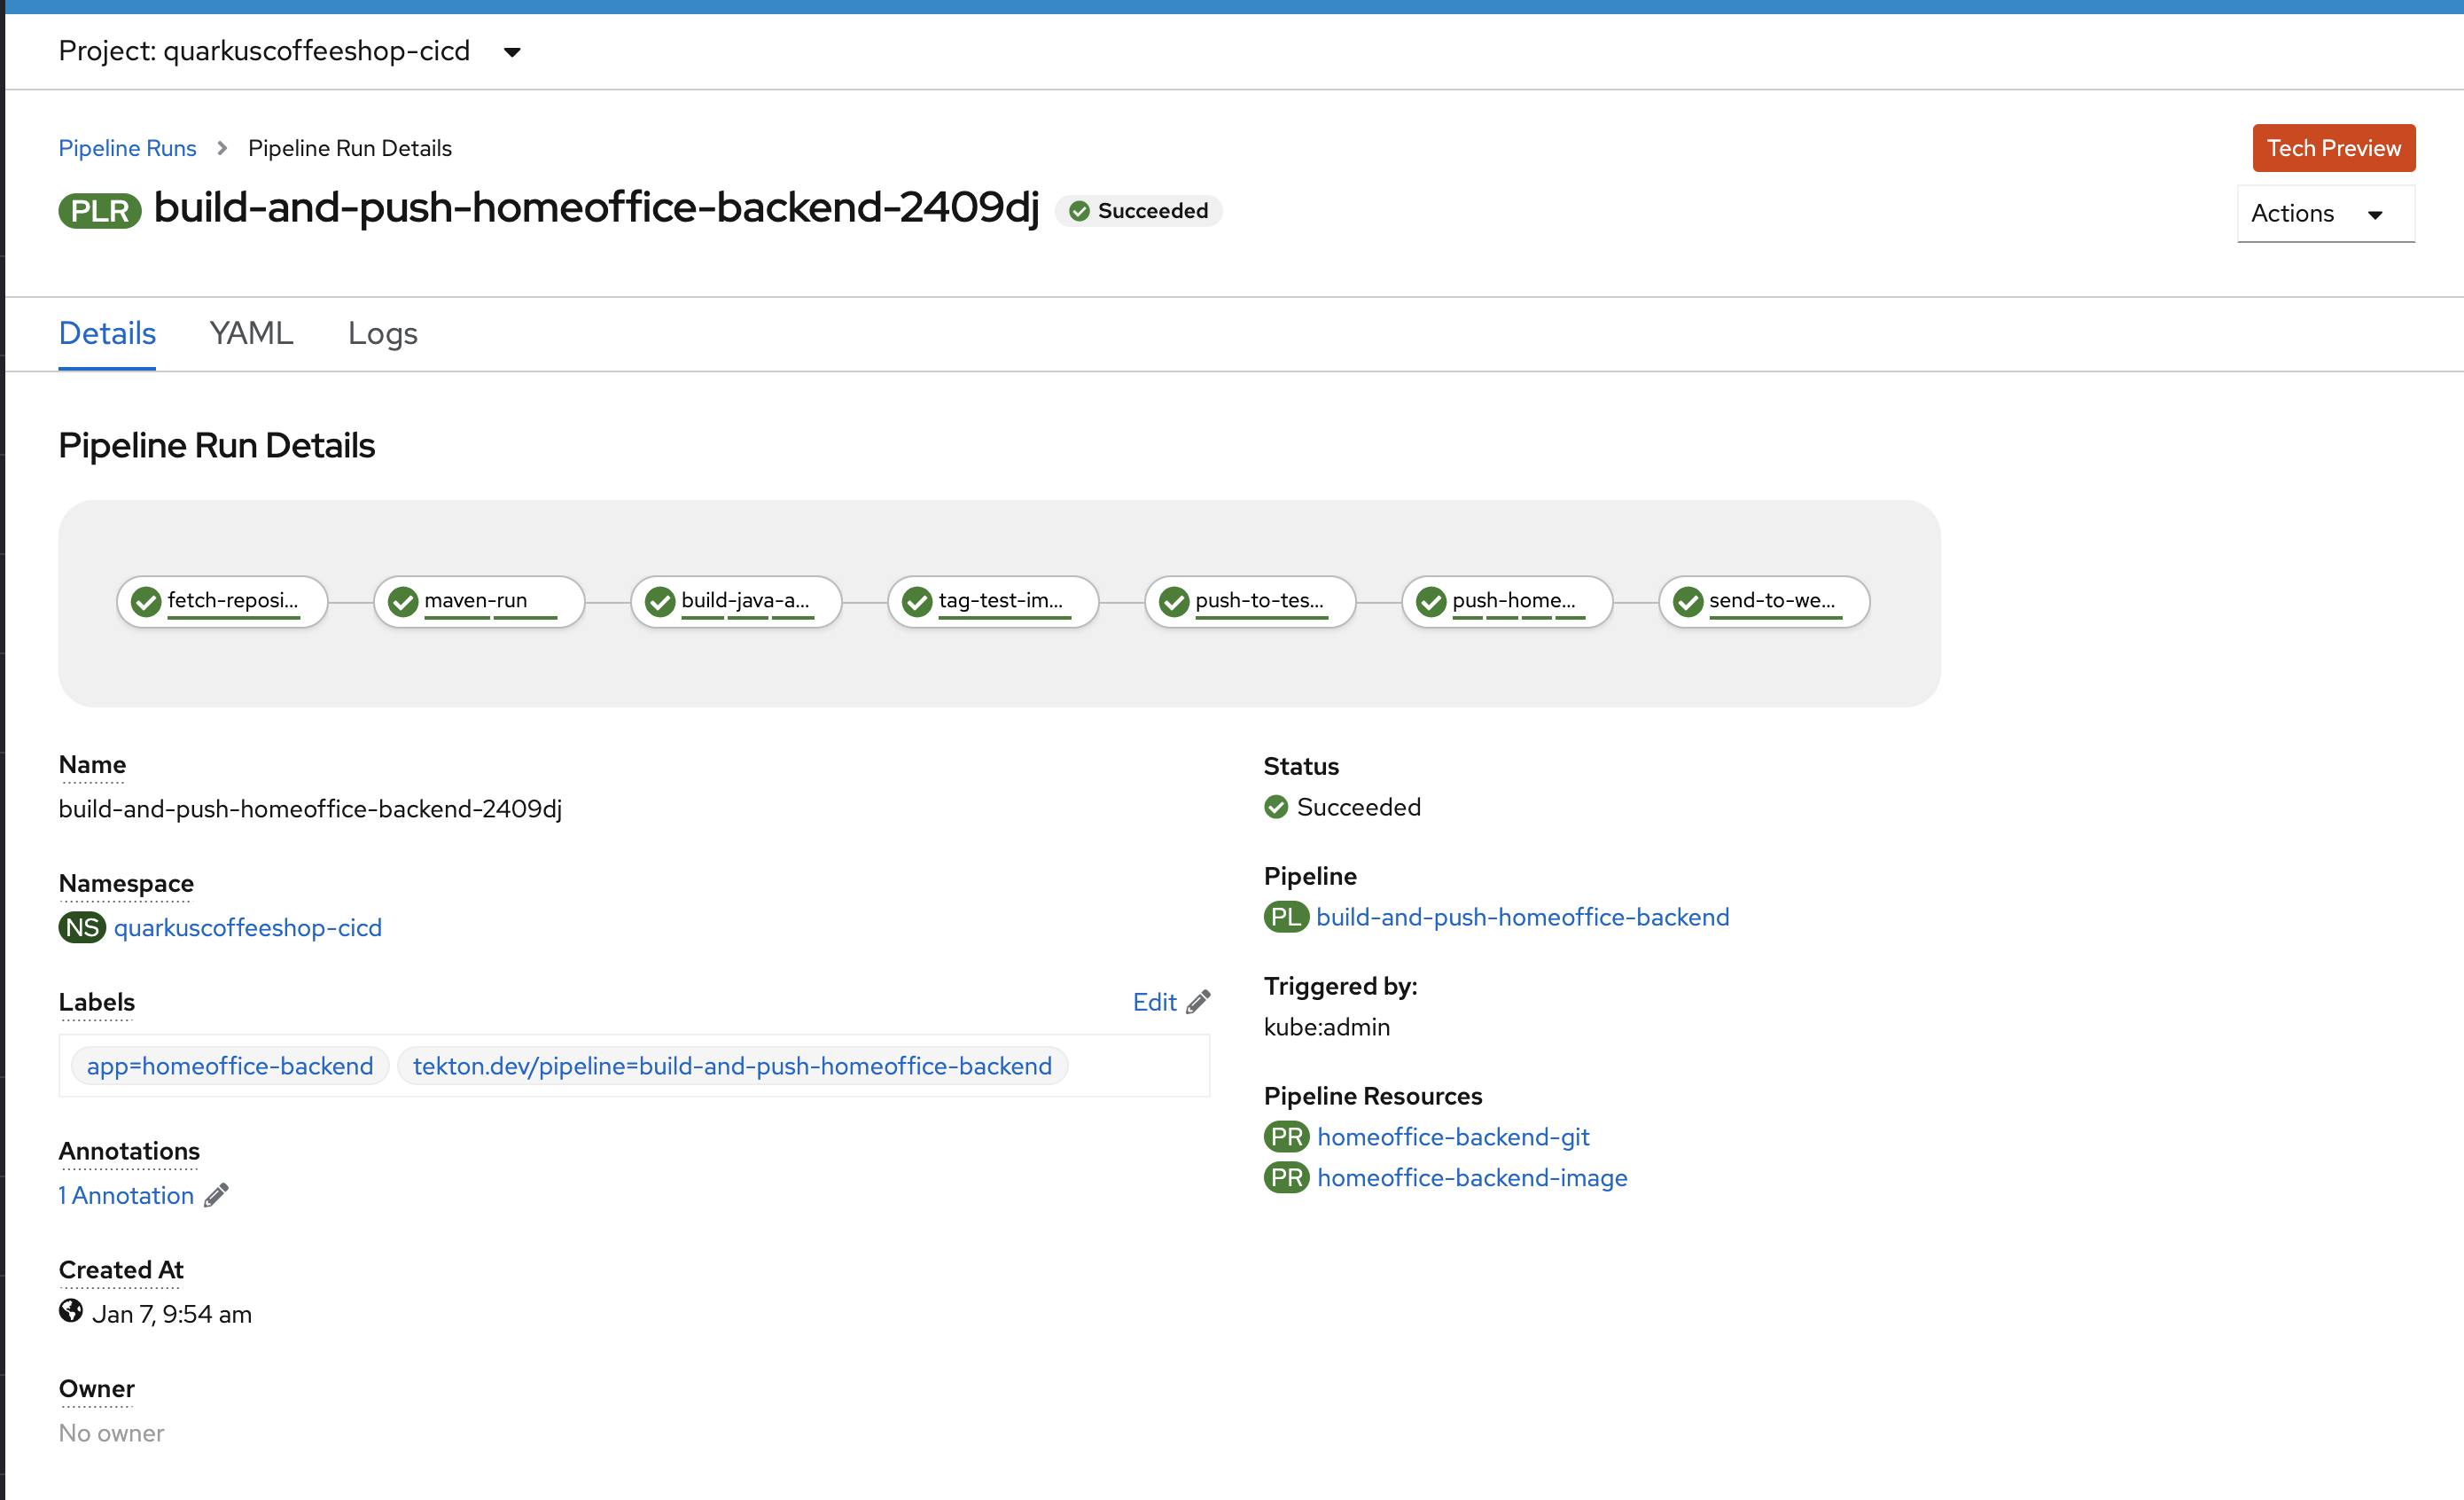 Project: quarkuscoffeeshop-cicd
Pipeline Runs > Pipeline Run Details
Tech Preview
PLR build-and-push-homeoffice-backend-2409dj Succeeded
Actions
Details YAML Logs
Pipeline Run Details
fetch-reposi... maven-run build-java-a... tag-test-im... push-to-tes... push-home... send-to-we...
Name
build-and-push-homeoffice-backend-2409dj
Namespace
NS quarkuscoffeeshop-cicd
Labels Edit
app=homeoffice-backend tekton.dev/pipeline=build-and-push-homeoffice-backend
Annotations
1 Annotation
Created At
Jan 7, 9:54 am
Owner
No owner
Status
Succeeded
Pipeline
PL build-and-push-homeoffice-backend
Triggered by:
kube:admin
Pipeline Resources
PR homeoffice-backend-git
PR homeoffice-backend-image